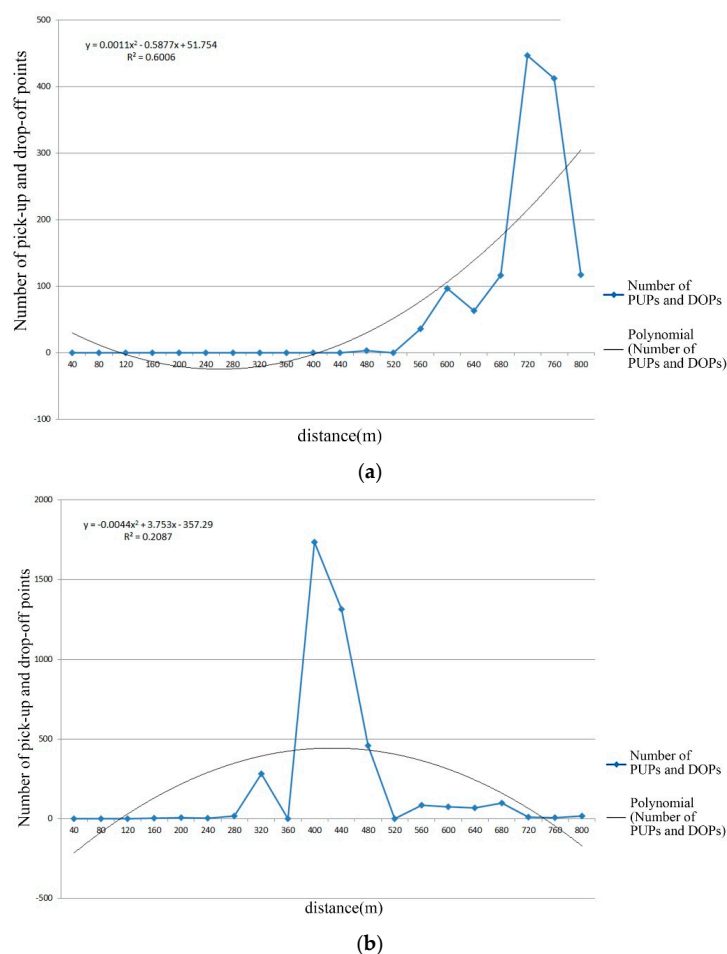 500
y = 0.0011x² - 0.5877x + 51.754
R² = 0.6006
400
300
200
100
0
-100
Number of pick-up and drop-off points
40 80 120 160 200 240 280 320 360 400 440 480 520 560 600 640 680 720 760 800
distance(m)
Number of
PUPs and DOPs
Polynomial
(Number of
PUPs and DOPs)
(a)
2000
y = -0.0044x² + 3.753x - 357.29
R² = 0.2087
1500
1000
500
0
-500
Number of pick-up and drop-off points
40 80 120 160 200 240 280 320 360 400 440 480 520 560 600 640 680 720 760 800
distance(m)
Number of
PUPs and DOPs
Polynomial
(Number of
PUPs and DOPs)
(b)